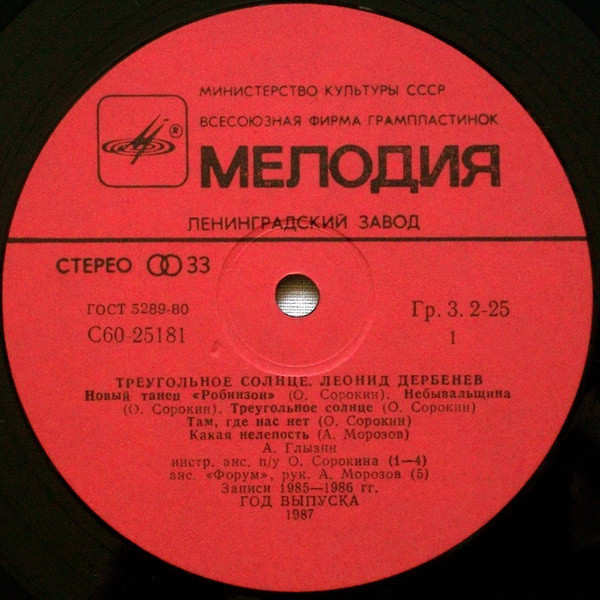 МИНИСТЕРСТВО КУЛЬТУРЫ СССР
ВСЕСОЮЗНАЯ ФИРМА ГРАМПЛАСТИНОК
®
МЕЛОДИЯ
ЛЕНИНГРАДСКИЙ ЗАВОД
СТЕРЕО 33
ГОСТ 5289-80
Гр. 3. 2-25
С60-25181
1
ТРЕУГОЛЬНОЕ СОЛНЦЕ. ЛЕОНИД ДЕРБЕНЕВ
Новый танец «Робинзон» (О. Сорокин). Небывальщина
(О. Сорокин). Треугольное солнце (О. Сорокин)
Там, где нас нет (О. Сорокин)
Какая нелепость (А. Морозов)
А. Глызин
инстр. анс. п/у О. Сорокина (1—4)
анс. «Форум», рук. А. Морозов (5)
Записи 1985—1986 гг.
ГОД ВЫПУСКА
1987